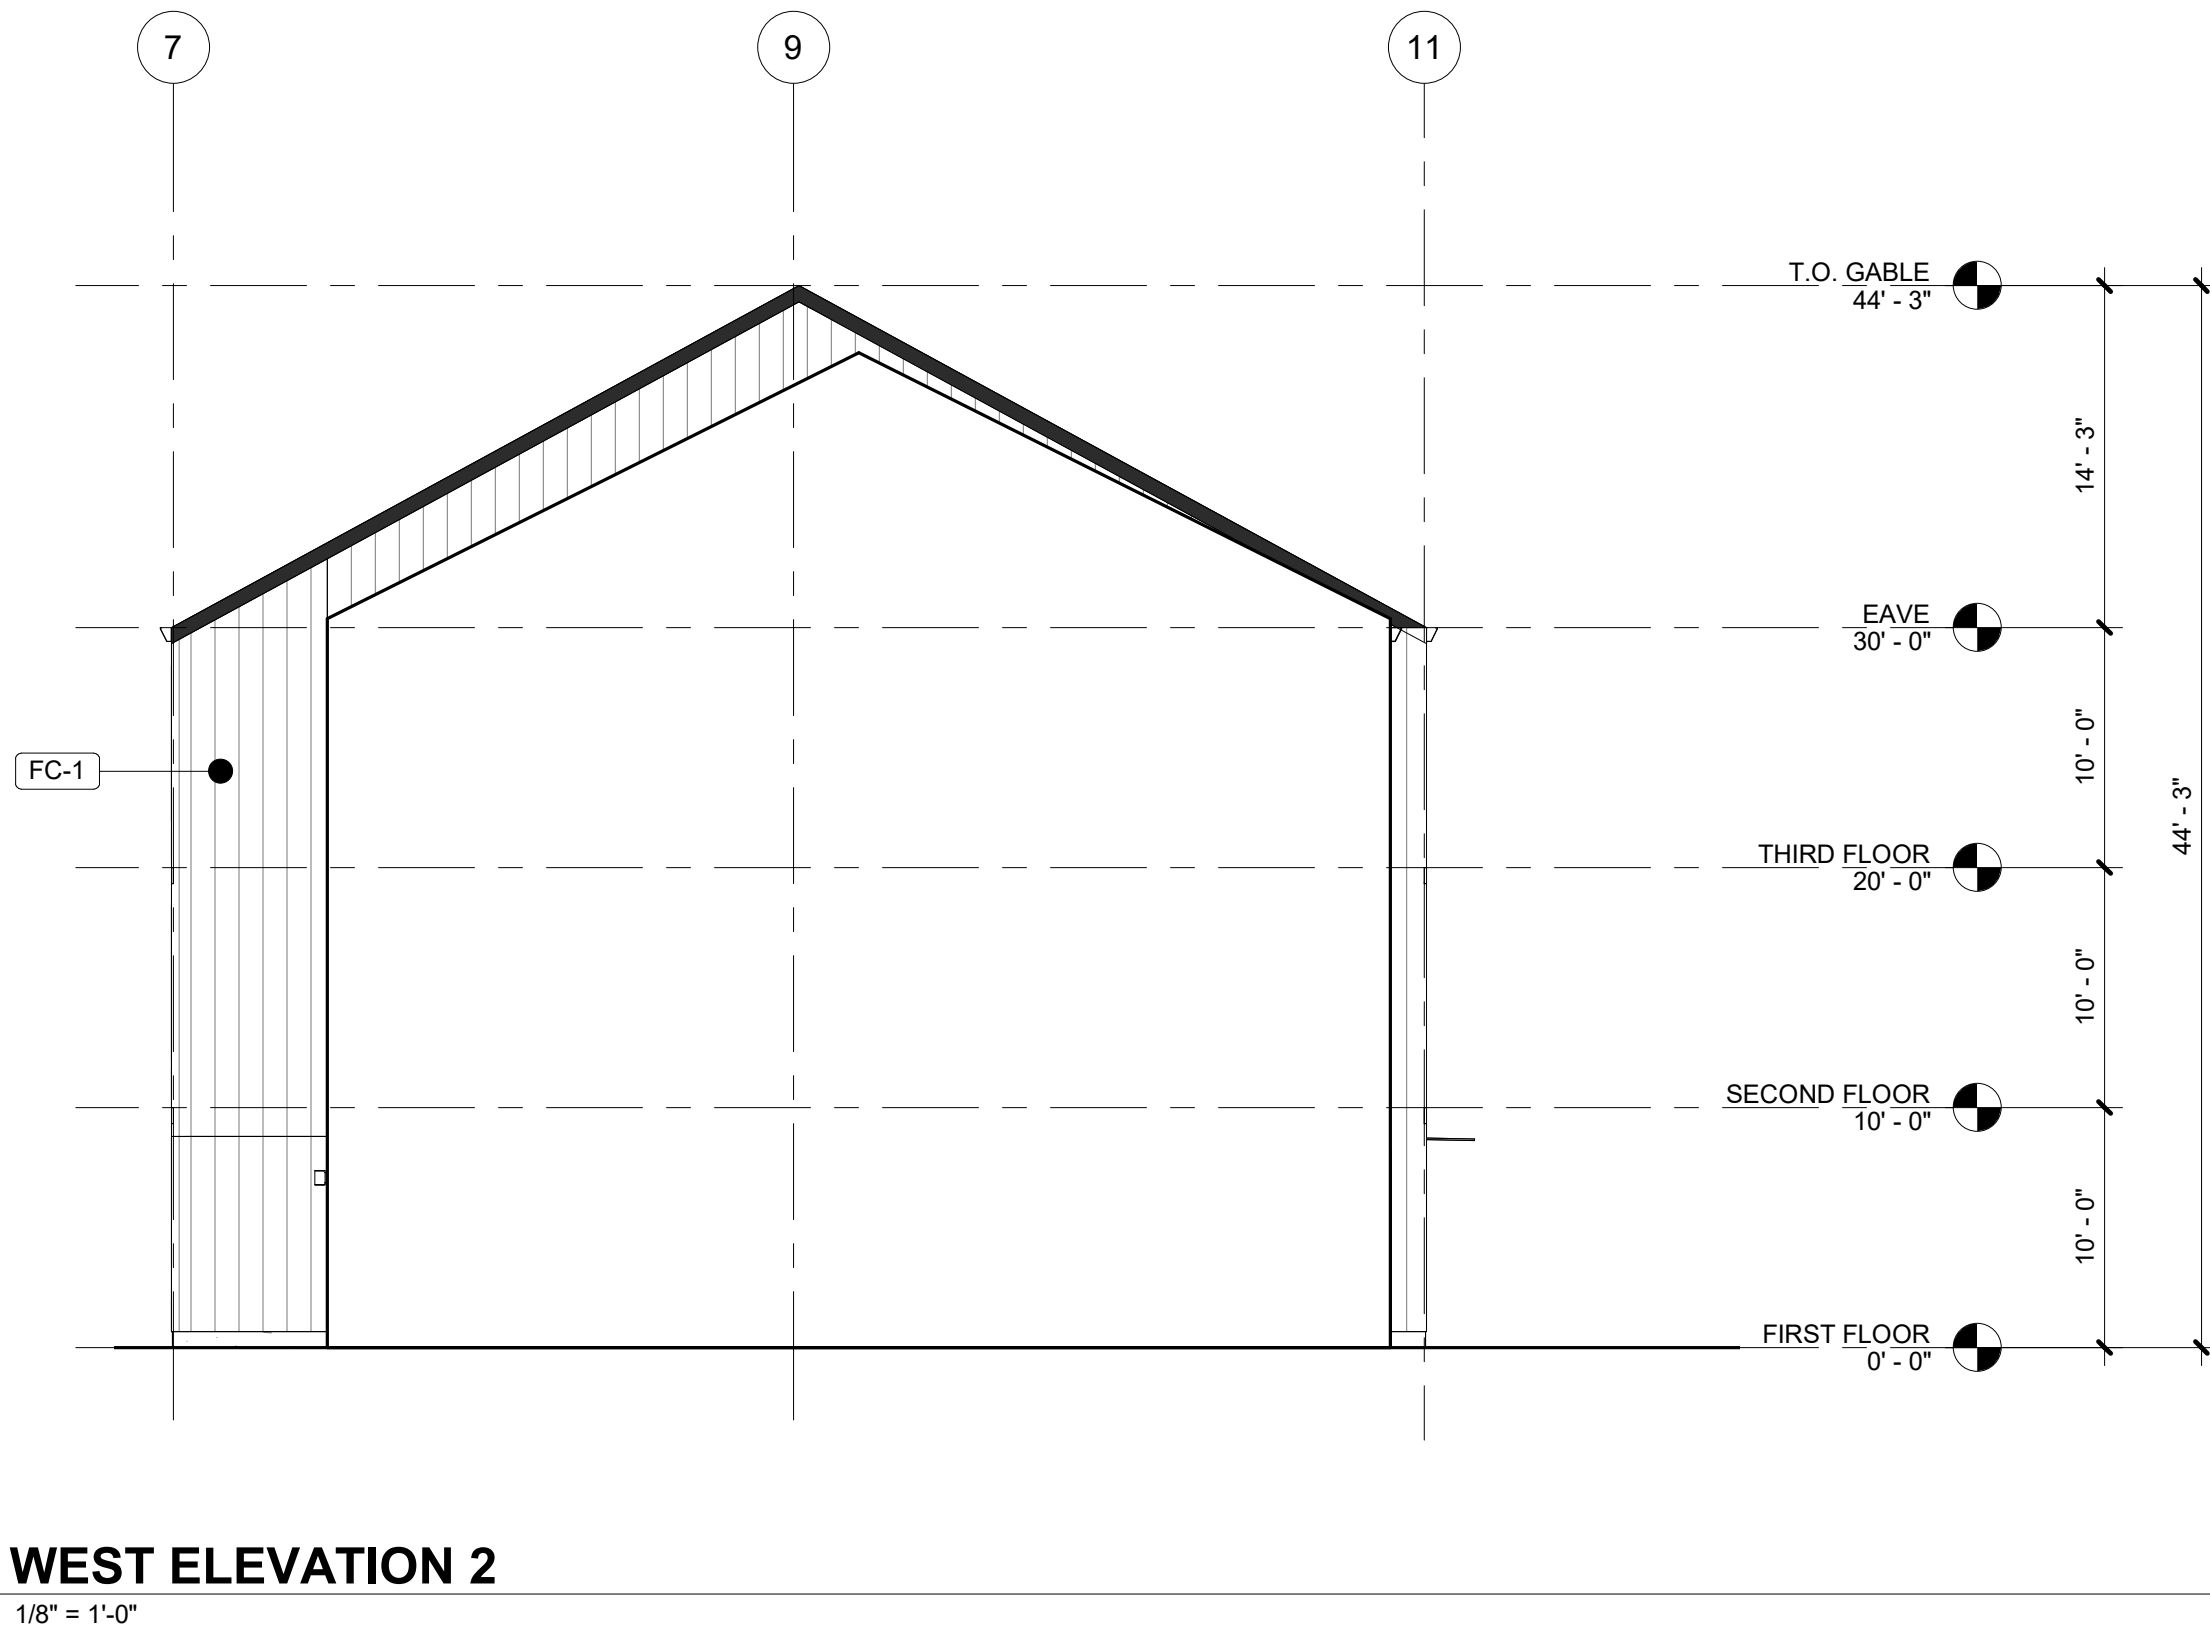 7
9
11
T.O. GABLE
44' - 3"
14' - 3"
EAVE
30' - 0"
10' - 0"
FC-1
44' - 3"
THIRD FLOOR
20' - 0"
10' - 0"
SECOND FLOOR
10' - 0"
10' - 0"
FIRST FLOOR
0' - 0"
WEST ELEVATION 2
1/8" = 1'-0"